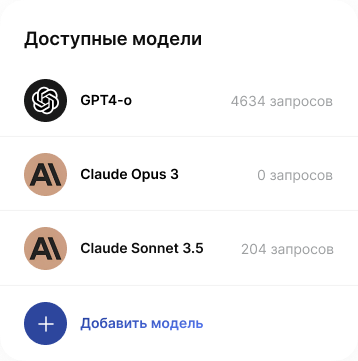 Доступные модели
GPT4-o 4634 запросов
Claude Opus 3 0 запросов
Claude Sonnet 3.5 204 запросов
Добавить модель